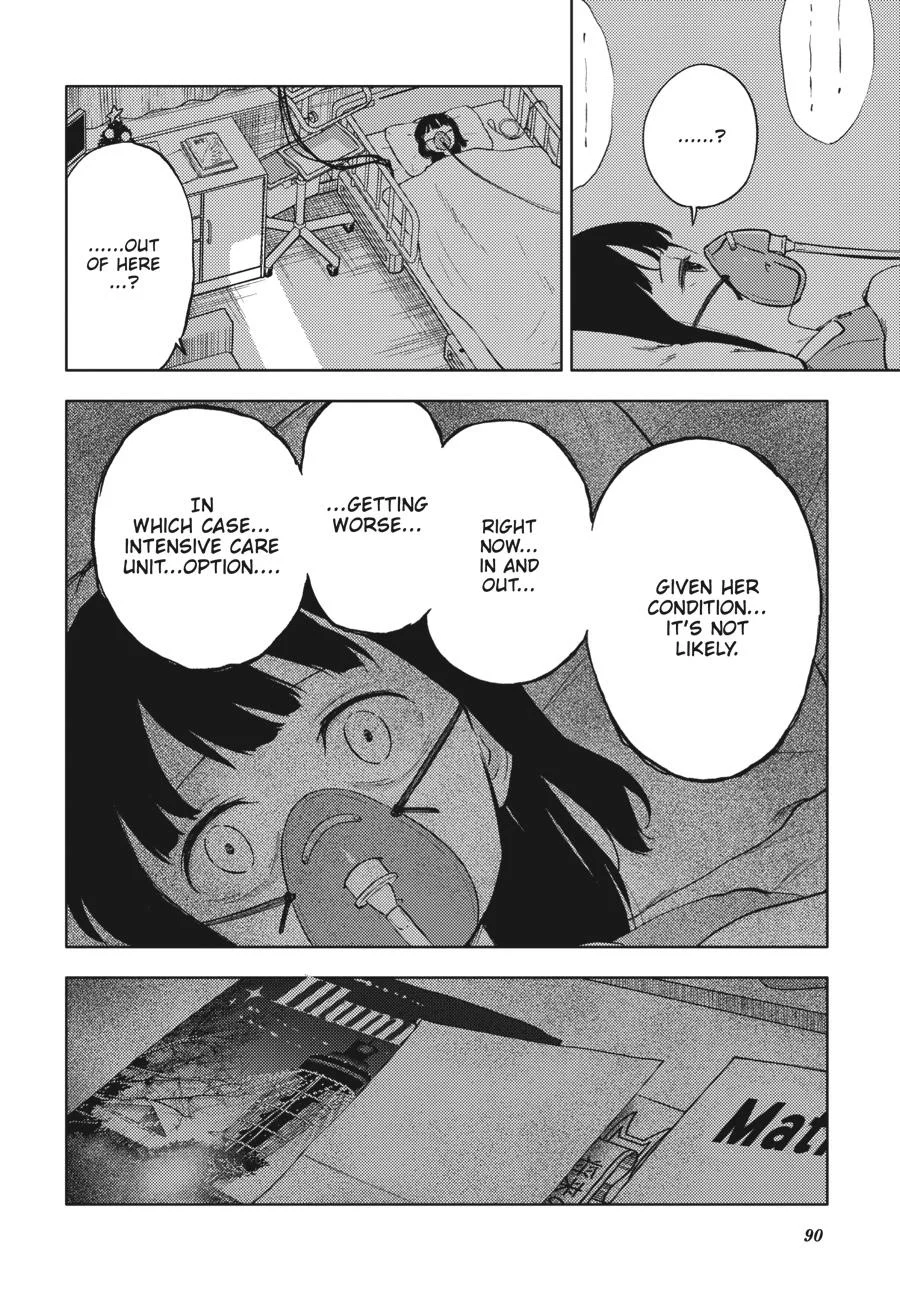 ......?
......OUT
OF HERE
...?
GIVEN HER
CONDITION...
IT'S NOT
LIKELY.
RIGHT
NOW...
IN AND
OUT...
...GETTING
WORSE...
IN
WHICH CASE...
INTENSIVE CARE
UNIT...OPTION....
Illumi
Mat
90